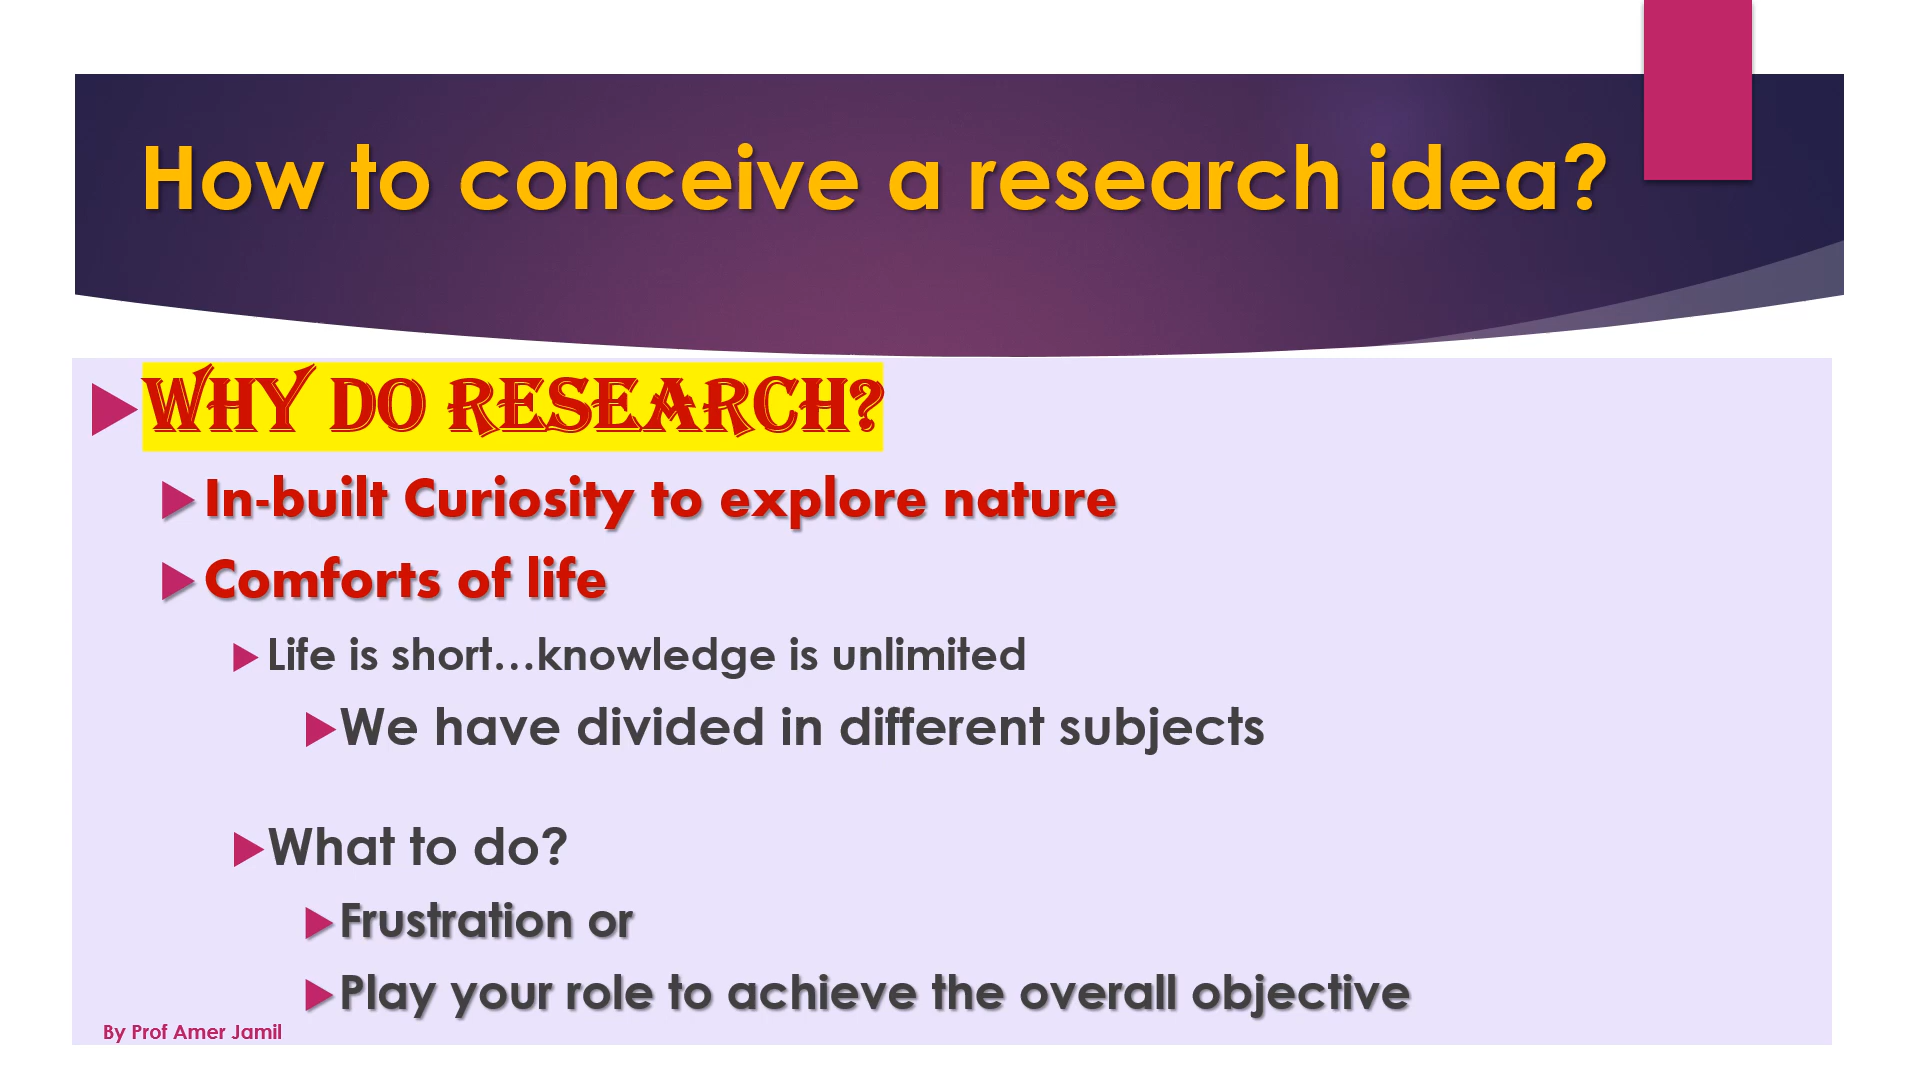 How to conceive a research idea?
WHY DO RESEARCH?
In-built Curiosity to explore nature
Comforts of life
Life is short…knowledge is unlimited
We have divided in different subjects
What to do?
Frustration or
Play your role to achieve the overall objective
By Prof Amer Jamil